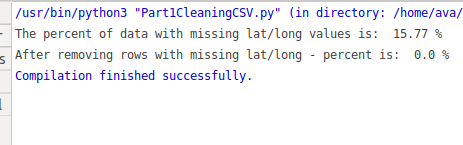 /usr/bin/python3 "Part1CleaningCSV.py" (in directory: /home/ava/
The percent of data with missing lat/long values is:  15.77 %
After removing rows with missing lat/long - percent is:  0.0 %
Compilation finished successfully.